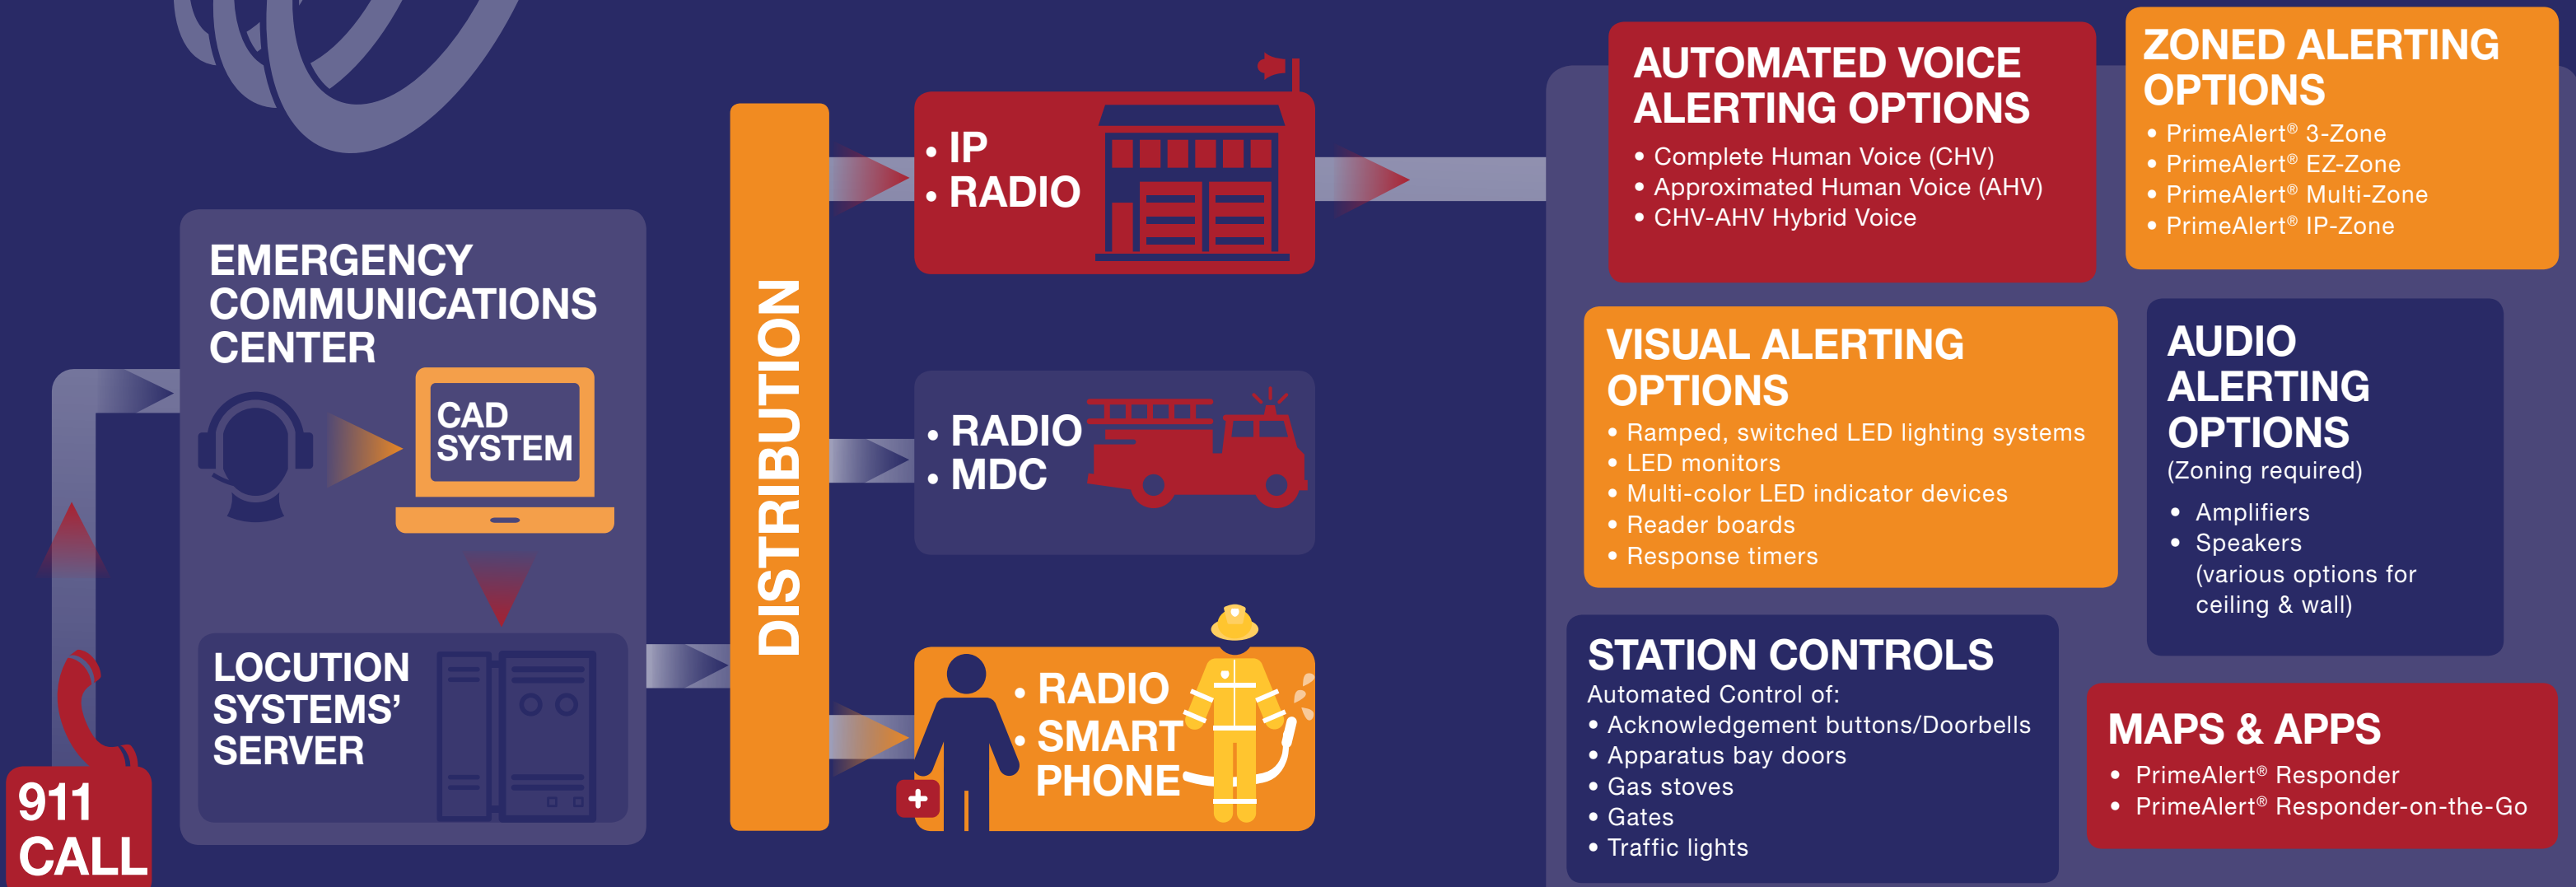 911
CALL
EMERGENCY
COMMUNICATIONS
CENTER
CAD
SYSTEM
LOCUTION
SYSTEMS’
SERVER
DISTRIBUTION
• IP
• RADIO
• RADIO
• MDC
• RADIO
• SMART
PHONE
AUTOMATED VOICE
ALERTING OPTIONS
• Complete Human Voice (CHV)
• Approximated Human Voice (AHV)
• CHV-AHV Hybrid Voice
ZONED ALERTING
OPTIONS
• PrimeAlert® 3-Zone
• PrimeAlert® EZ-Zone
• PrimeAlert® Multi-Zone
• PrimeAlert® IP-Zone
VISUAL ALERTING
OPTIONS
• Ramped, switched LED lighting systems
• LED monitors
• Multi-color LED indicator devices
• Reader boards
• Response timers
AUDIO
ALERTING
OPTIONS
(Zoning required)
• Amplifiers
• Speakers
(various options for
ceiling & wall)
STATION CONTROLS
Automated Control of:
• Acknowledgement buttons/Doorbells
• Apparatus bay doors
• Gas stoves
• Gates
• Traffic lights
MAPS & APPS
• PrimeAlert® Responder
• PrimeAlert® Responder-on-the-Go